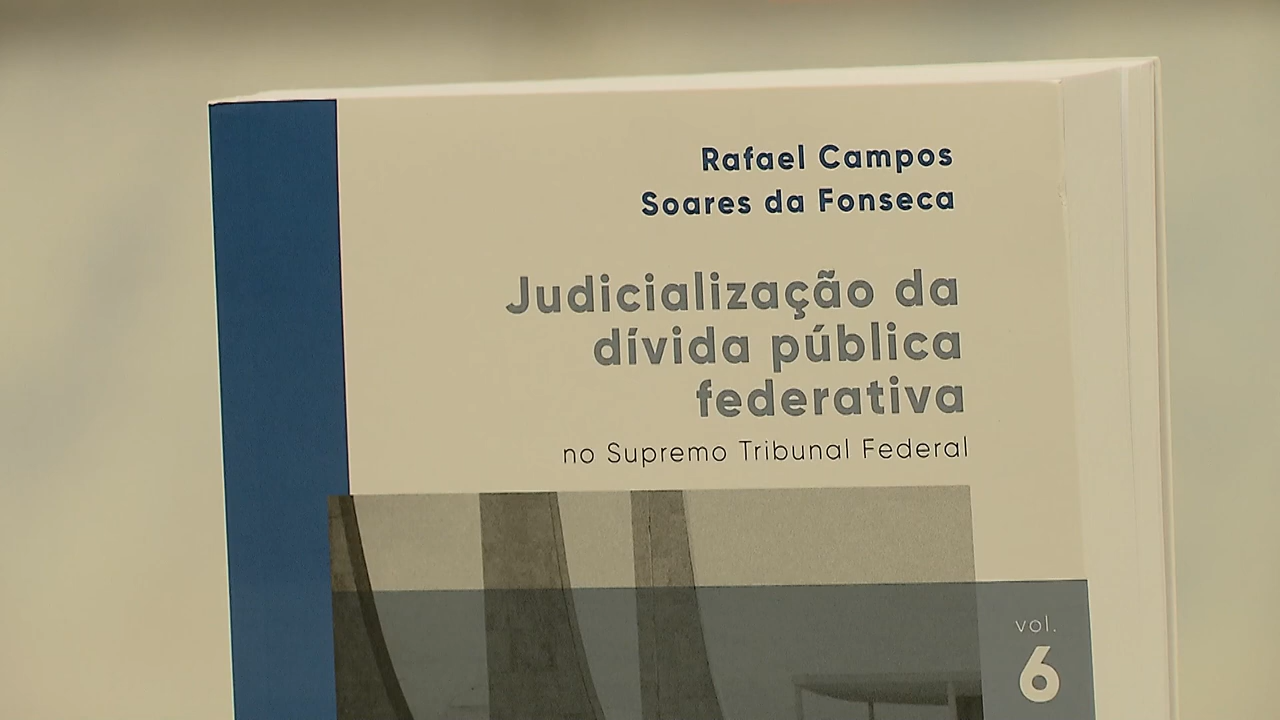 Rafael Campos
Soares da Fonseca
Judicialização da
dívida pública
federativa
no Supremo Tribunal Federal
vol.
6